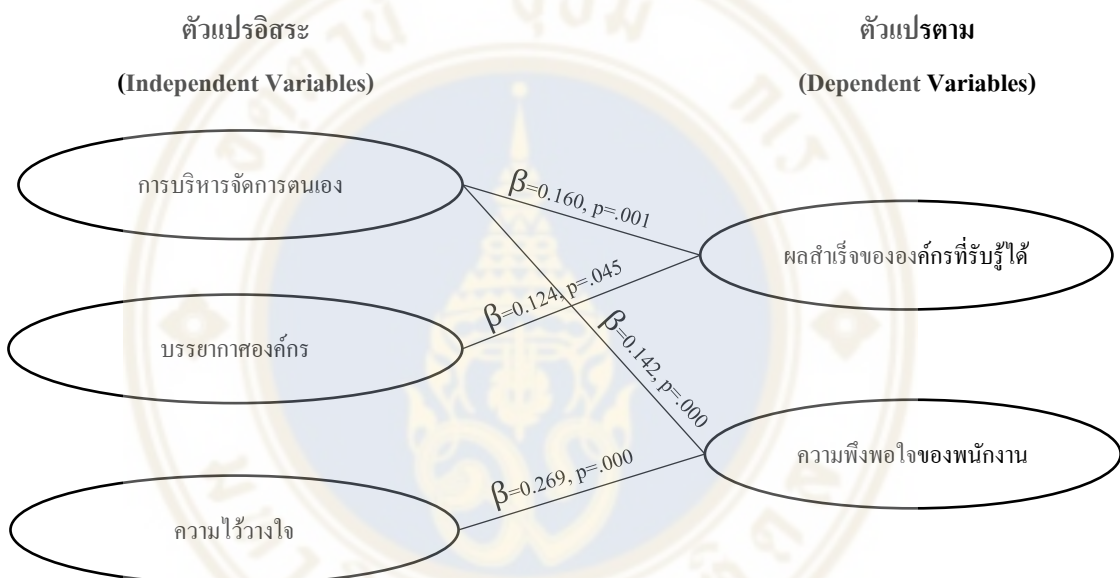 ตัวแปรอิสระ
(Independent Variables)
ตัวแปรตาม
(Dependent Variables)
การบริหารจัดการตนเอง
β=0.160, p=.001
ผลสำเร็จขององค์กรที่รับรู้ได้
β=0.124, p=.045
บรรยากาศองค์กร
β=0.142, p=.000
ความพึงพอใจของพนักงาน
β=0.269, p=.000
ความไว้วางใจ